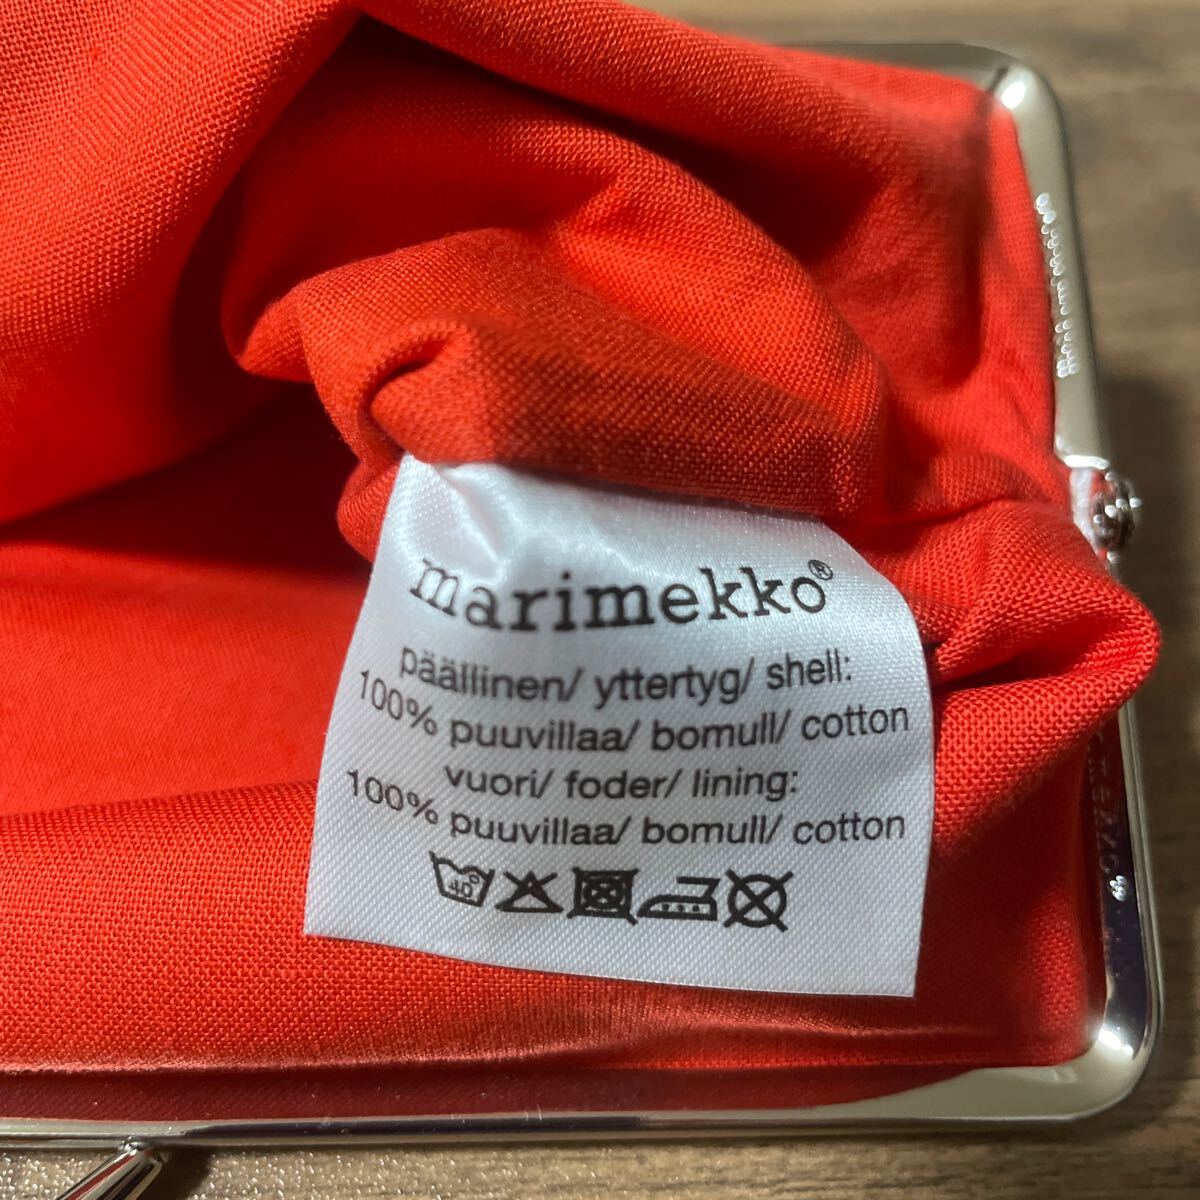 marimekko®
päällinen/ yttertyg/ shell:
100% puuvillaa/ bomull/ cotton
vuori/ foder/ lining:
100% puuvillaa/ bomull/ cotton
40°